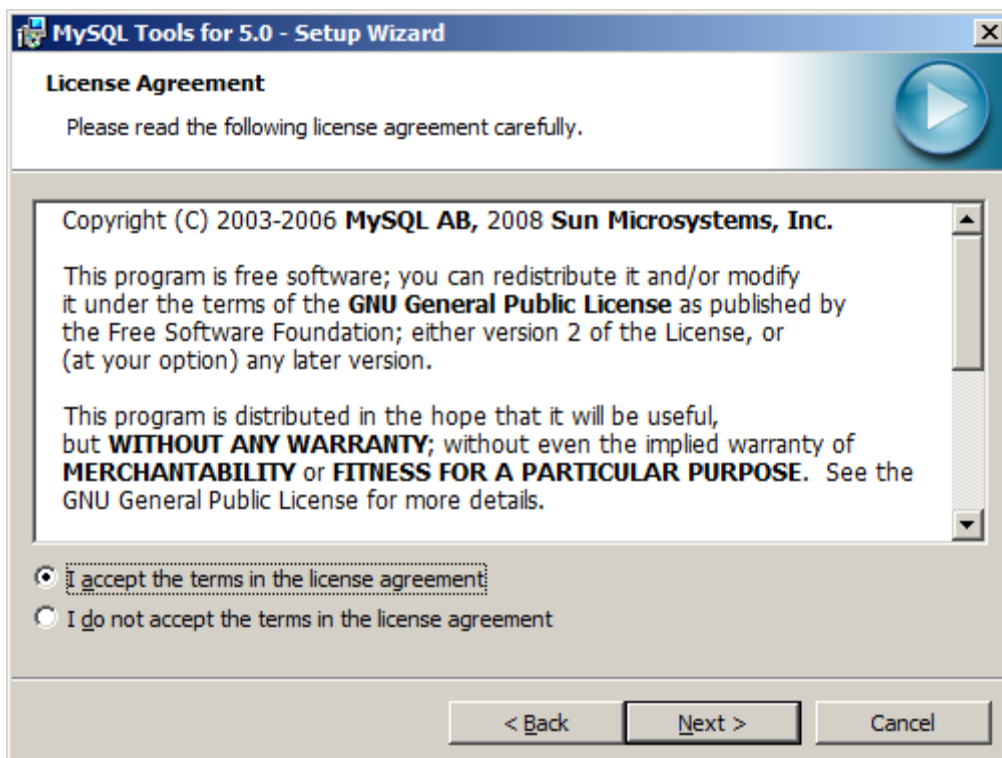 MySQL Tools for 5.0 - Setup Wizard
License Agreement
Please read the following license agreement carefully.
Copyright (C) 2003-2006 MySQL AB, 2008 Sun Microsystems, Inc.
This program is free software; you can redistribute it and/or modify
it under the terms of the GNU General Public License as published by
the Free Software Foundation; either version 2 of the License, or
(at your option) any later version.
This program is distributed in the hope that it will be useful,
but WITHOUT ANY WARRANTY; without even the implied warranty of
MERCHANTABILITY or FITNESS FOR A PARTICULAR PURPOSE.  See the
GNU General Public License for more details.
I accept the terms in the license agreement
I do not accept the terms in the license agreement
< Back Next > Cancel